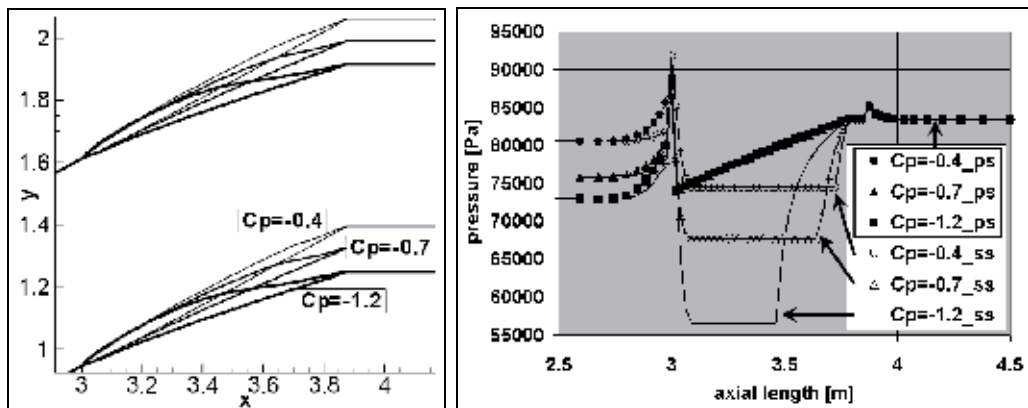 2
1.8
1.6
1.4
1.2
1
y
Cp=-0.4
Cp=-0.7
Cp=-1.2
3 3.2 3.4 3.6 3.8 4
x
95000
90000
85000
80000
75000
70000
65000
60000
55000
pressure [Pa]
Cp=-0.4_ps
Cp=-0.7_ps
Cp=-1.2_ps
Cp=-0.4_ss
Cp=-0.7_ss
Cp=-1.2_ss
2.5 3 3.5 4 4.5
axial length [m]